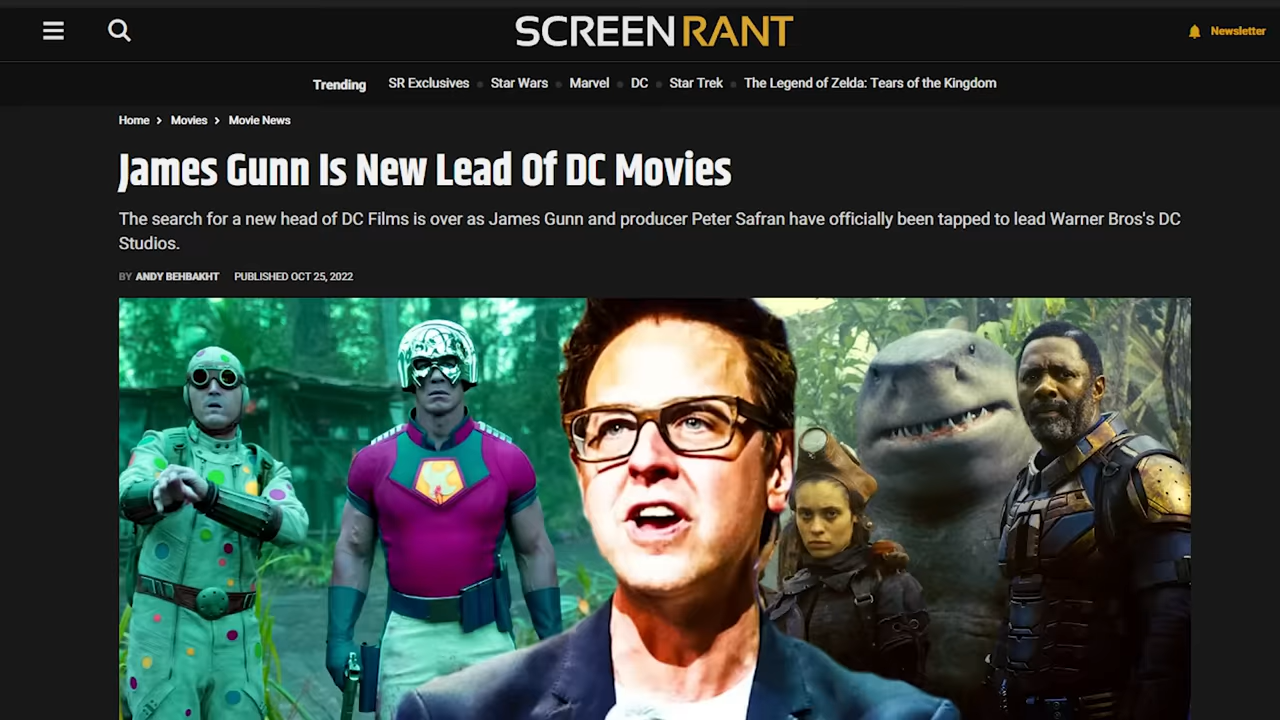 SCREENRANT
Newsletter
Trending SR Exclusives Star Wars Marvel DC Star Trek The Legend of Zelda: Tears of the Kingdom
Home > Movies > Movie News
James Gunn Is New Lead Of DC Movies
The search for a new head of DC Films is over as James Gunn and producer Peter Safran have officially been tapped to lead Warner Bros's DC
Studios.
BY ANDY BEHBAKHT PUBLISHED OCT 25, 2022